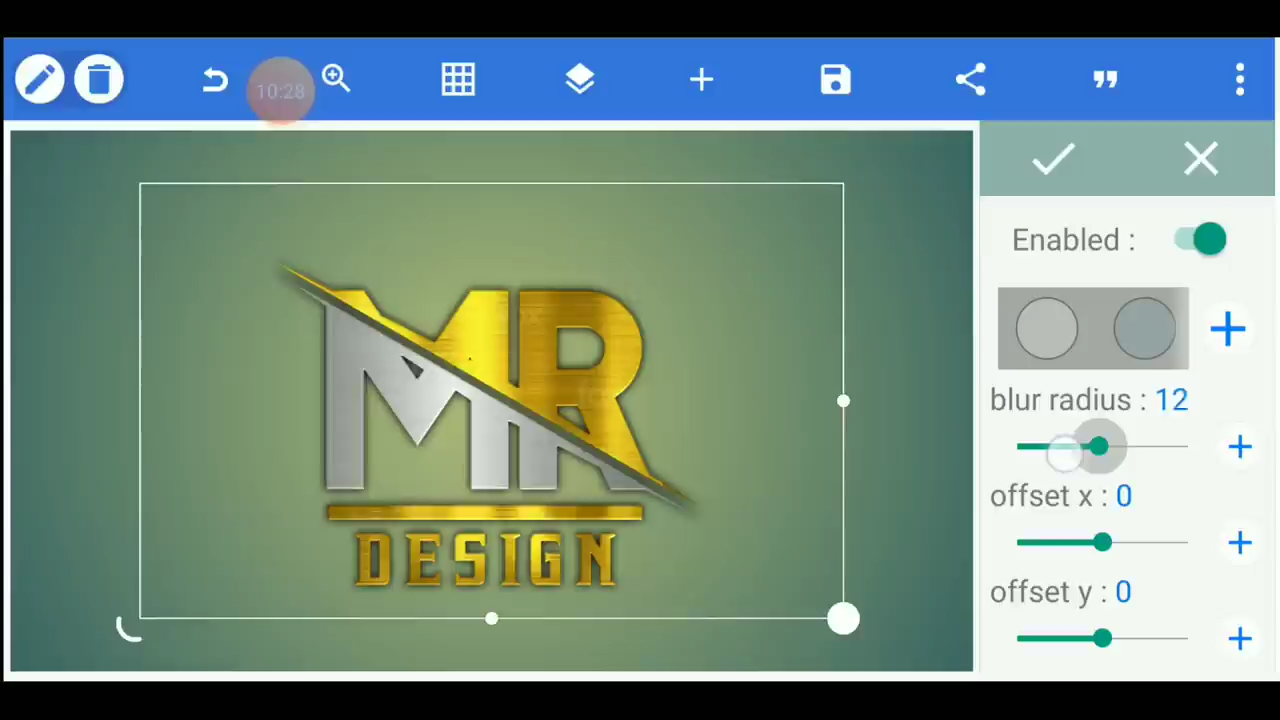 10:28
Enabled :
MR
DESIGN
blur radius : 12
offset x : 0
offset y : 0